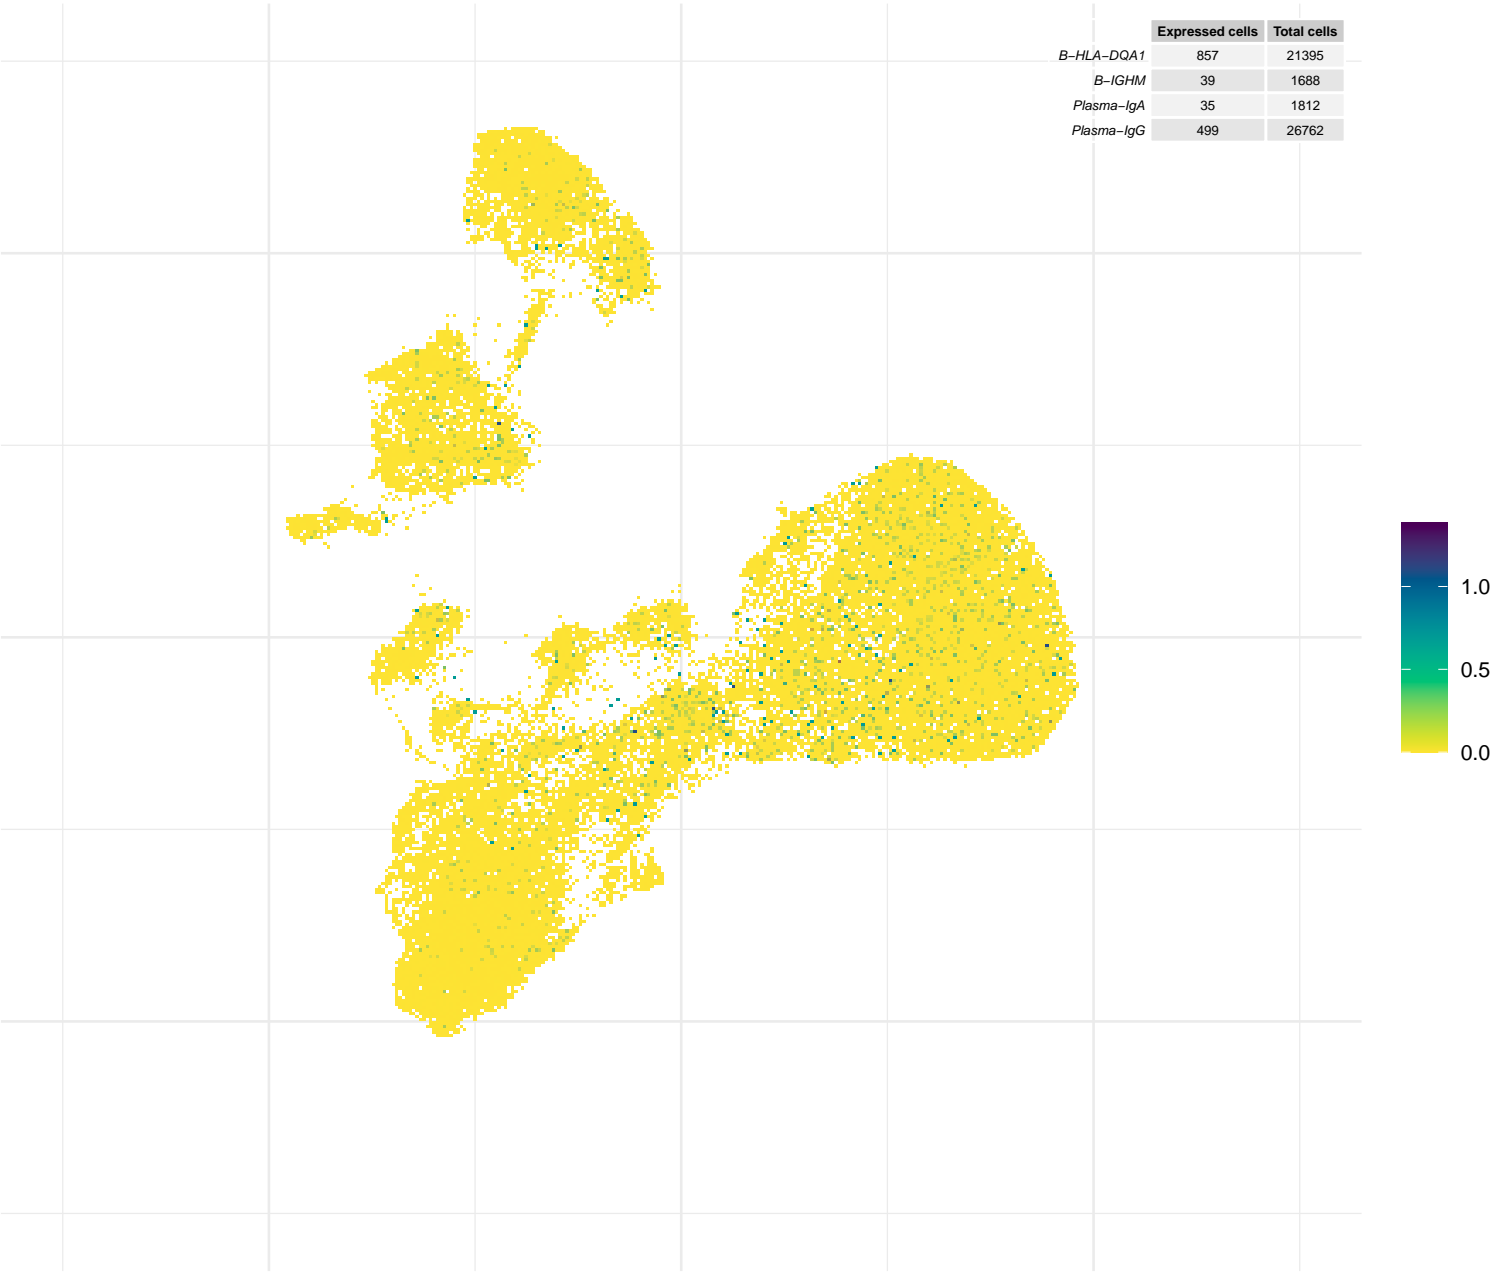 Expressed cells Total cells
B−HLA−DQA1 857 21395
B−IGHM 39 1688
Plasma−IgA 35 1812
Plasma−IgG 499 26762
1.0
0.5
0.0